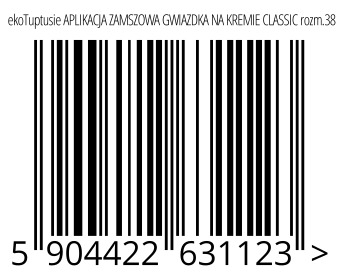 ekoTuptusie APLIKACJA ZAMSZOWA GWIAZDKA NA KREMIE CLASSIC rozm.38
5 904422 631123 >